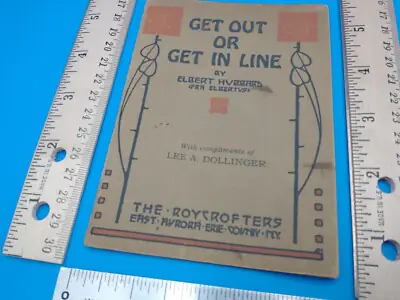 GET OUT
OR
GET IN LINE
BY
ELBERT HUBBARD
(FRA ELBERTUS)
With compliments of
LEE A. DOLLINGER
THE · ROYCROFTERS
EAST · AURORA · ERIE · COUNTY · N.Y.